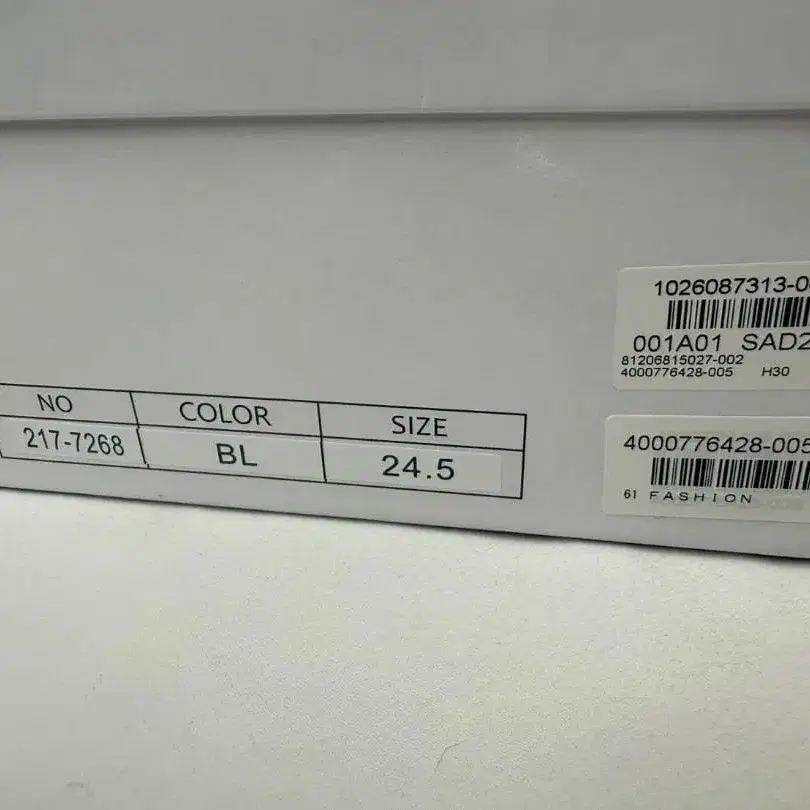 NO COLOR SIZE
217-7268 BL 24.5
1026087313-0
001A01 SAD2
81206815027-002
4000776428-005 H30
4000776428-005
61 FASHION